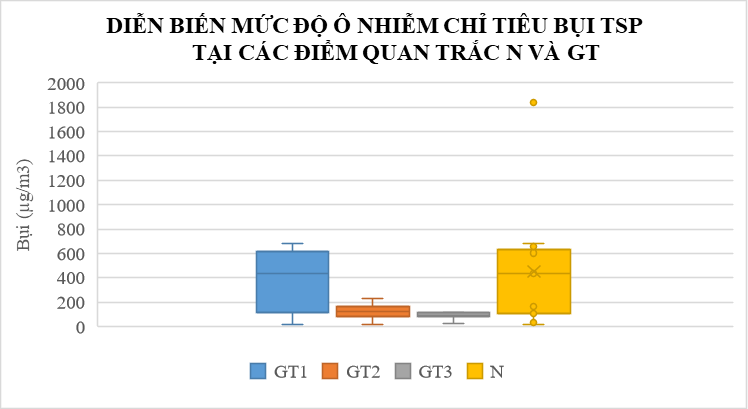 DIỄN BIẾN MỨC ĐỘ Ô NHIỄM CHỈ TIÊU BỤI TSP
TẠI CÁC ĐIỂM QUAN TRẮC N VÀ GT
2000
1800
1600
1400
1200
1000
800
600
400
200
0
Bụi (µg/m3)
GT1 GT2 GT3 N